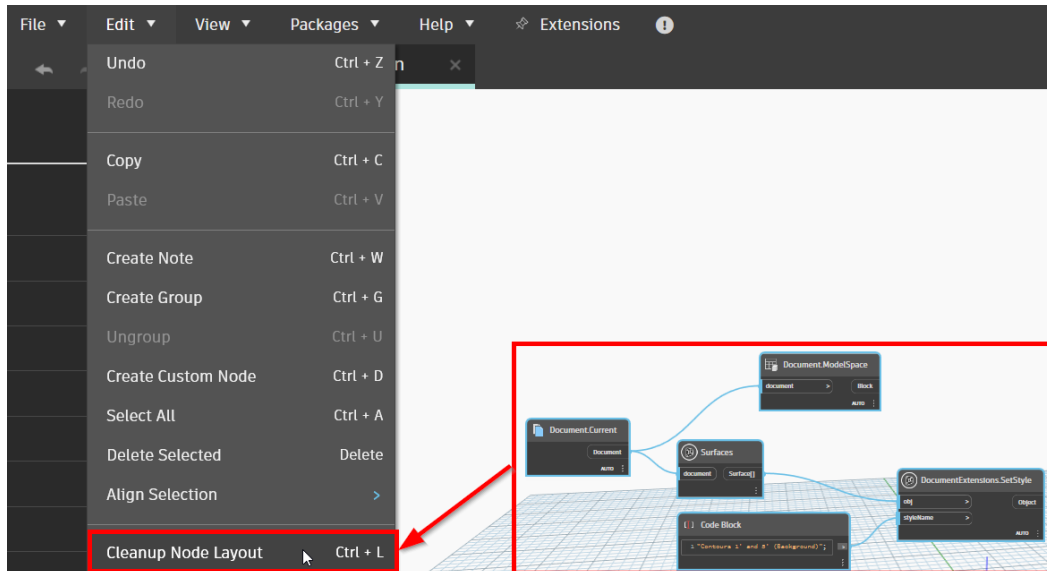 File ▼ Edit ▼ View ▼ Packages ▼ Help ▼ Extensions !
n ×
Undo Ctrl + Z
Redo Ctrl + Y
Copy Ctrl + C
Paste Ctrl + V
Create Note Ctrl + W
Create Group Ctrl + G
Ungroup Ctrl + U
Create Custom Node Ctrl + D
Select All Ctrl + A
Delete Selected Delete
Align Selection >
Cleanup Node Layout Ctrl + L
Document.ModelSpace
document > Block
AUTO
Document.Current
Document
AUTO
Surfaces
document Surface[]
DocumentExtensions.SetStyle
obj > Object
styleName >
AUTO
Code Block
1 "Contours 1' and 8' (Background)"; >